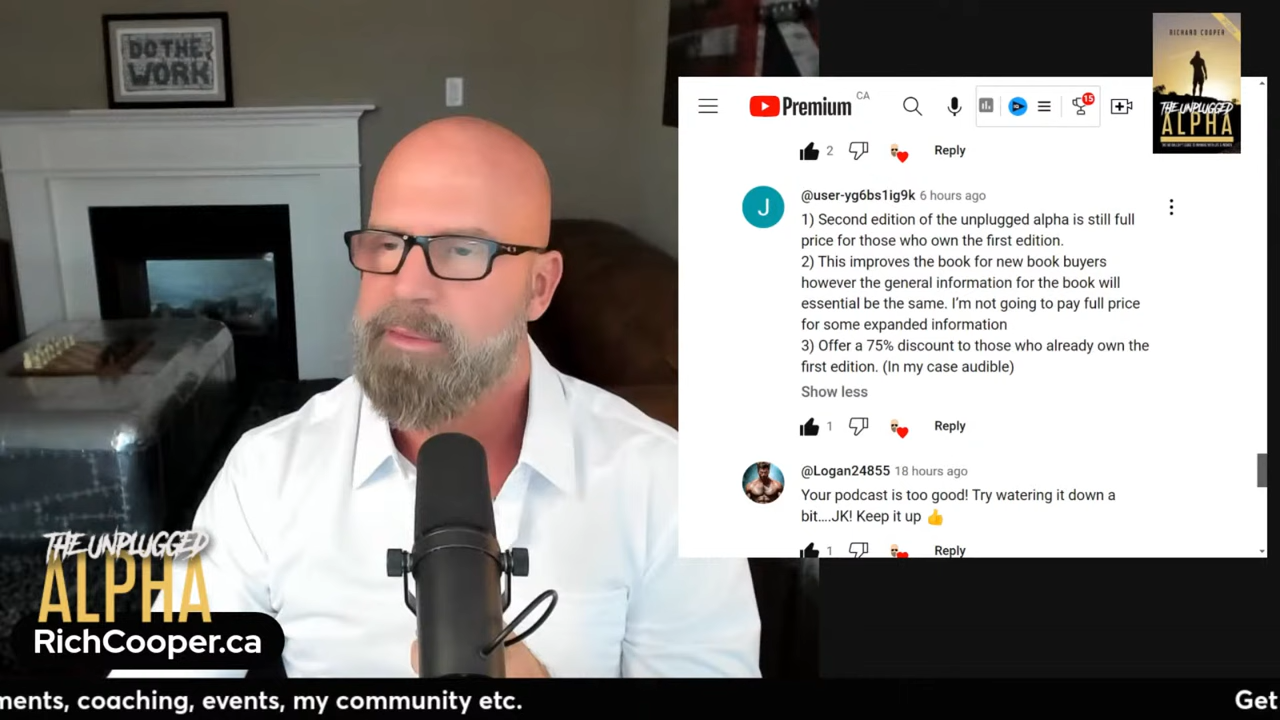 DO THE
WORK
RICHARD COOPER
THE UNPLUGGED
ALPHA
CA
Premium
15
2
Reply
J
@user-yg6bs1ig9k 6 hours ago
1) Second edition of the unplugged alpha is still full
price for those who own the first edition.
2) This improves the book for new book buyers
however the general information for the book will
essential be the same. I’m not going to pay full price
for some expanded information
3) Offer a 75% discount to those who already own the
first edition. (In my case audible)
Show less
1
Reply
@Logan24855 18 hours ago
Your podcast is too good! Try watering it down a
bit....JK! Keep it up 👍
1
Reply
THE UNPLUGGED
ALPHA
RichCooper.ca
ments, coaching, events, my community etc.
Get